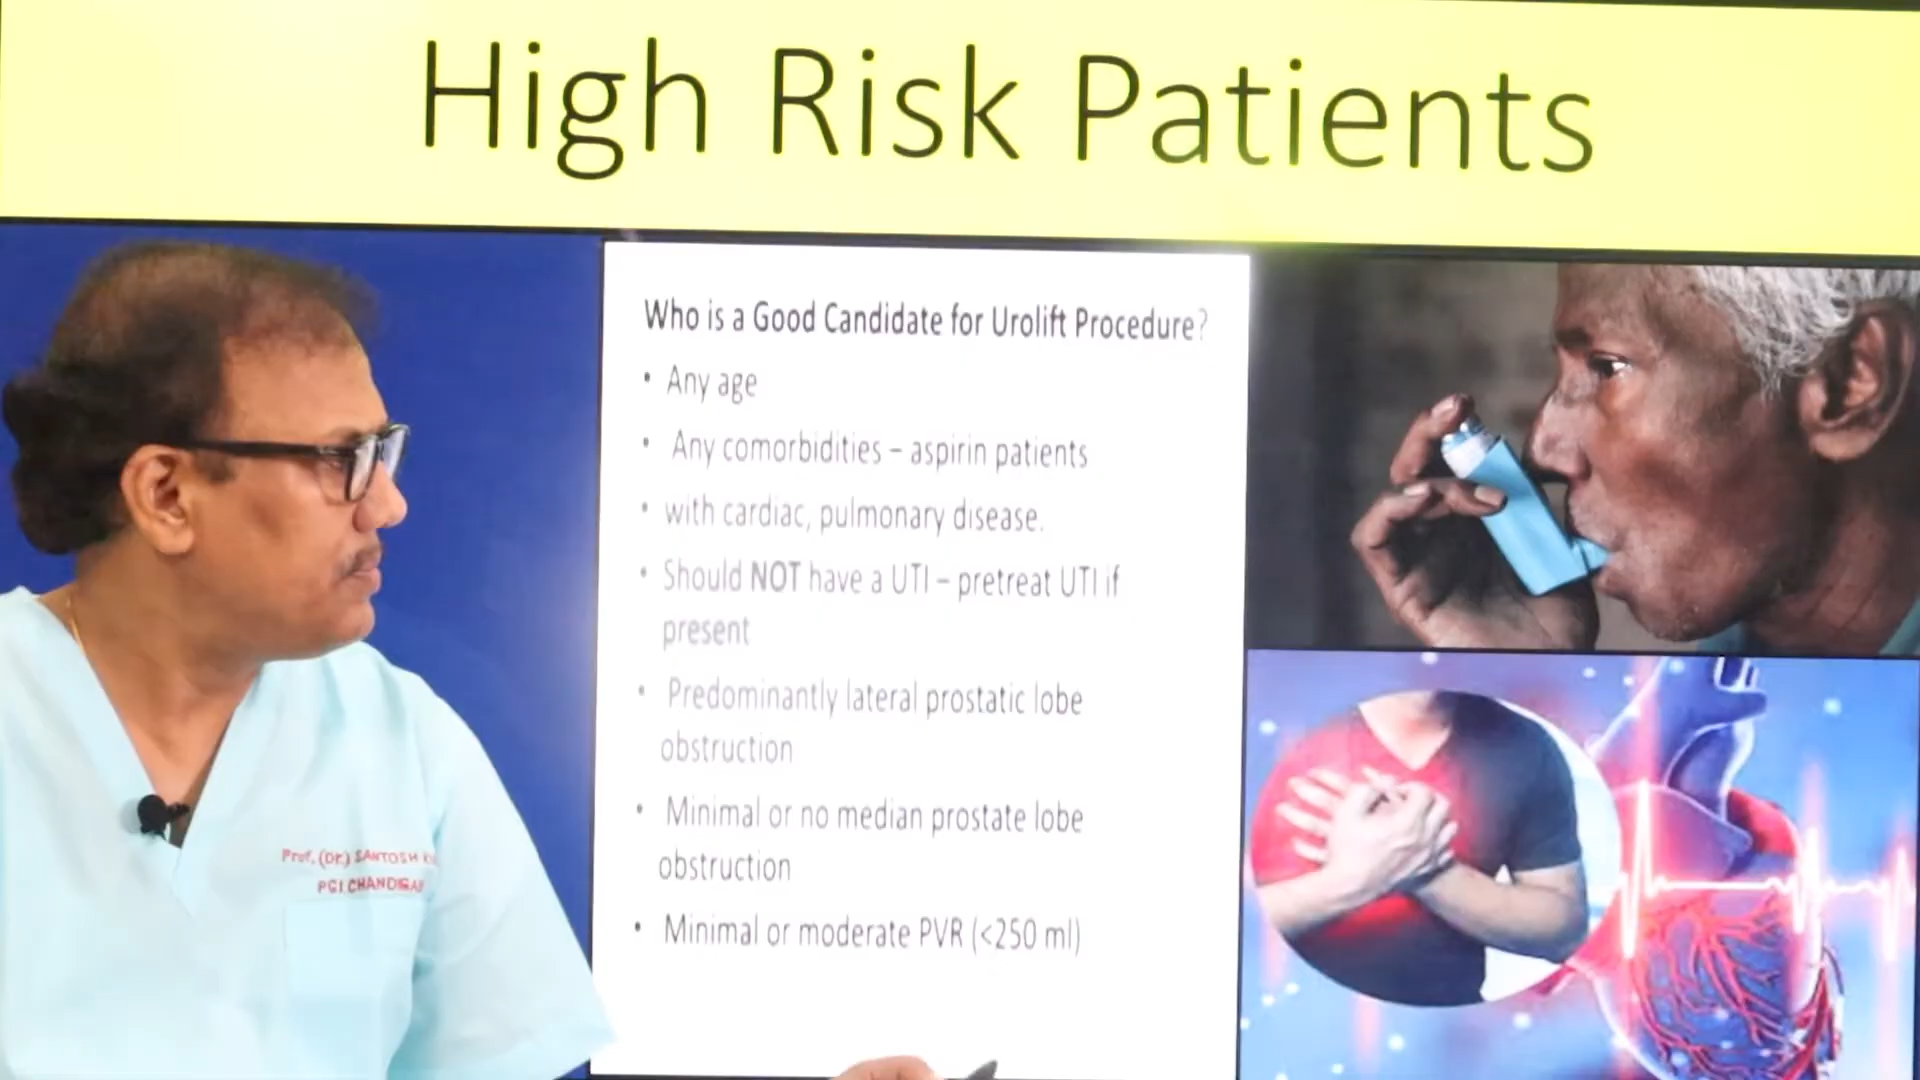 High Risk Patients
Who is a Good Candidate for Urolift Procedure?
• Any age
• Any comorbidities – aspirin patients
• with cardiac, pulmonary disease.
• Should NOT have a UTI – pretreat UTI if
present
• Predominantly lateral prostatic lobe
obstruction
• Minimal or no median prostate lobe
obstruction
• Minimal or moderate PVR (<250 ml)
Prof. (Dr.) SANTOSH
PGI CHANDIGA